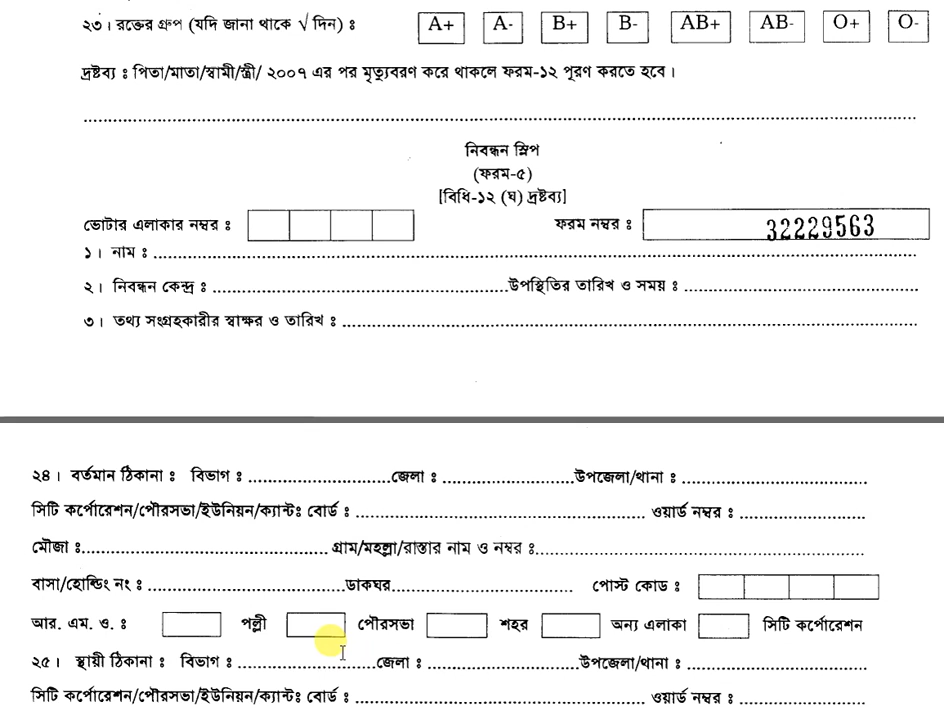 ২৩। রক্তের গ্রুপ (যদি জানা থাকে √ দিন) ঃ A+ A- B+ B- AB+ AB- O+ O-
দ্রষ্টব্য ঃ পিতা/মাতা/স্বামী/স্ত্রী/ ২০০৭ এর পর মৃত্যুবরণ করে থাকলে ফরম-১২ পূরণ করতে হবে।
নিবন্ধন স্লিপ
(ফরম-৫)
[বিধি-১২ (ঘ) দ্রষ্টব্য]
ভোটার এলাকার নম্বর ঃ ফরম নম্বর ঃ 32229563
১। নাম ঃ
২। নিবন্ধন কেন্দ্র ঃ ..............................উপস্থিতির তারিখ ও সময় ঃ ..............................
৩। তথ্য সংগ্রহকারীর স্বাক্ষর ও তারিখ ঃ ..............................
২৪। বর্তমান ঠিকানা ঃ বিভাগ ঃ ....................জেলা ঃ ....................উপজেলা/থানা ঃ ....................
সিটি কর্পোরেশন/পৌরসভা/ইউনিয়ন/ক্যান্টঃ বোর্ড ঃ .............................. ওয়ার্ড নম্বর ঃ ....................
মৌজা ঃ.............................. গ্রাম/মহল্লা/রাস্তার নাম ও নম্বর ঃ..............................
বাসা/হোল্ডিং নং ঃ ..............................ডাকঘর.............................. পোস্ট কোড ঃ
আর. এম. ও. ঃ পল্লী পৌরসভা শহর অন্য এলাকা সিটি কর্পোরেশন
২৫। স্থায়ী ঠিকানা ঃ বিভাগ ঃ ....................জেলা ঃ ....................উপজেলা/থানা ঃ ....................
সিটি কর্পোরেশন/পৌরসভা/ইউনিয়ন/ক্যান্টঃ বোর্ড ঃ .............................. ওয়ার্ড নম্বর ঃ ....................